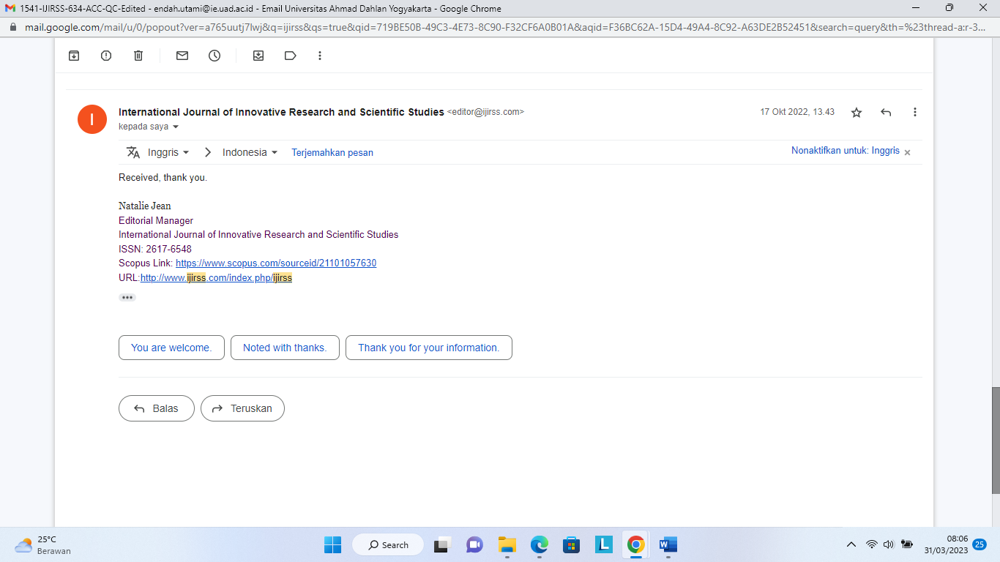 1541-IJIRSS-634-ACC-QC-Edited - endah.utami@ie.uad.ac.id - Email Universitas Ahmad Dahlan Yogyakarta - Google Chrome
mail.google.com/mail/u/0/popout?ver=a765uutj7lwj&q=ijirss&qs=true&qid=719BE50B-49C3-4E73-8C90-F32CF6A0B01A&aqid=F36BC62A-15D4-49A4-8C92-A63DE2B52451&search=query&th=%23thread-a:r-3...
I
International Journal of Innovative Research and Scientific Studies <editor@ijirss.com>
17 Okt 2022, 13.43
kepada saya
Inggris
Indonesia
Terjemahkan pesan
Nonaktifkan untuk: Inggris
Received, thank you.
Natalie Jean
Editorial Manager
International Journal of Innovative Research and Scientific Studies
ISSN: 2617-6548
Scopus Link: https://www.scopus.com/sourceid/21101057630
URL:http://www.ijirss.com/index.php/ijirss
You are welcome.
Noted with thanks.
Thank you for your information.
Balas
Teruskan
25°C
Berawan
Search
L
W
08:06
31/03/2023
25